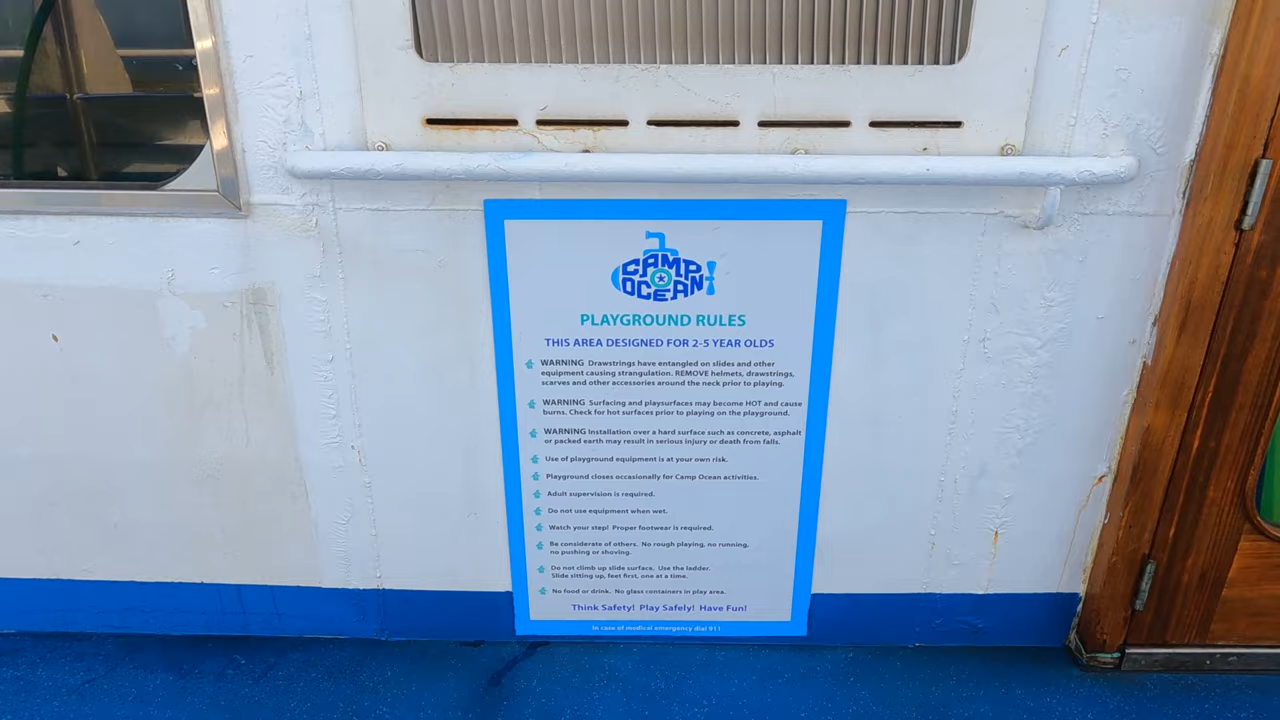 CAMP
OCEAN
PLAYGROUND RULES
THIS AREA DESIGNED FOR 2-5 YEAR OLDS
WARNING Drawstrings have entangled on slides and other
equipment causing strangulation. REMOVE helmets, drawstrings,
scarves and other accessories around the neck prior to playing.
WARNING Surfacing and playsurfaces may become HOT and cause
burns. Check for hot surfaces prior to playing on the playground.
WARNING Installation over a hard surface such as concrete, asphalt
or packed earth may result in serious injury or death from falls.
Use of playground equipment is at your own risk.
Playground closes occasionally for Camp Ocean activities.
Adult supervision is required.
Do not use equipment when wet.
Watch your step! Proper footwear is required.
Be considerate of others. No rough playing, no running,
no pushing or shoving.
Do not climb up slide surface. Use the ladder.
Slide sitting up, feet first, one at a time.
No food or drink. No glass containers in play area.
Think Safety! Play Safely! Have Fun!
In case of medical emergency dial 911